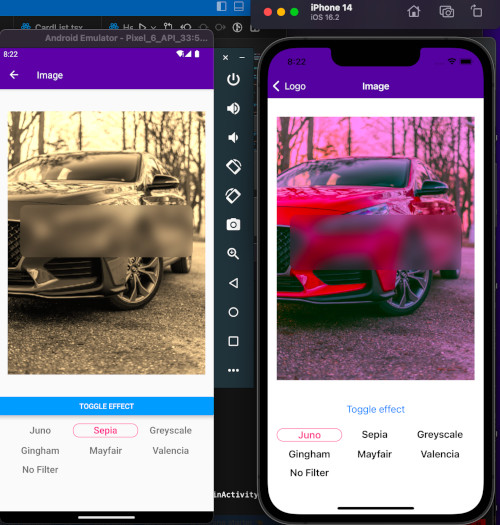 CardList.tsx
Hs
Android Emulator - Pixel_6_API_33:5...
8:22
Image
TOGGLE EFFECT
Juno Sepia Greyscale
Gingham Mayfair Valencia
No Filter
inActivity
iPhone 14
iOS 16.2
8:22
Logo Image
Toggle effect
Juno Sepia Greyscale
Gingham Mayfair Valencia
No Filter